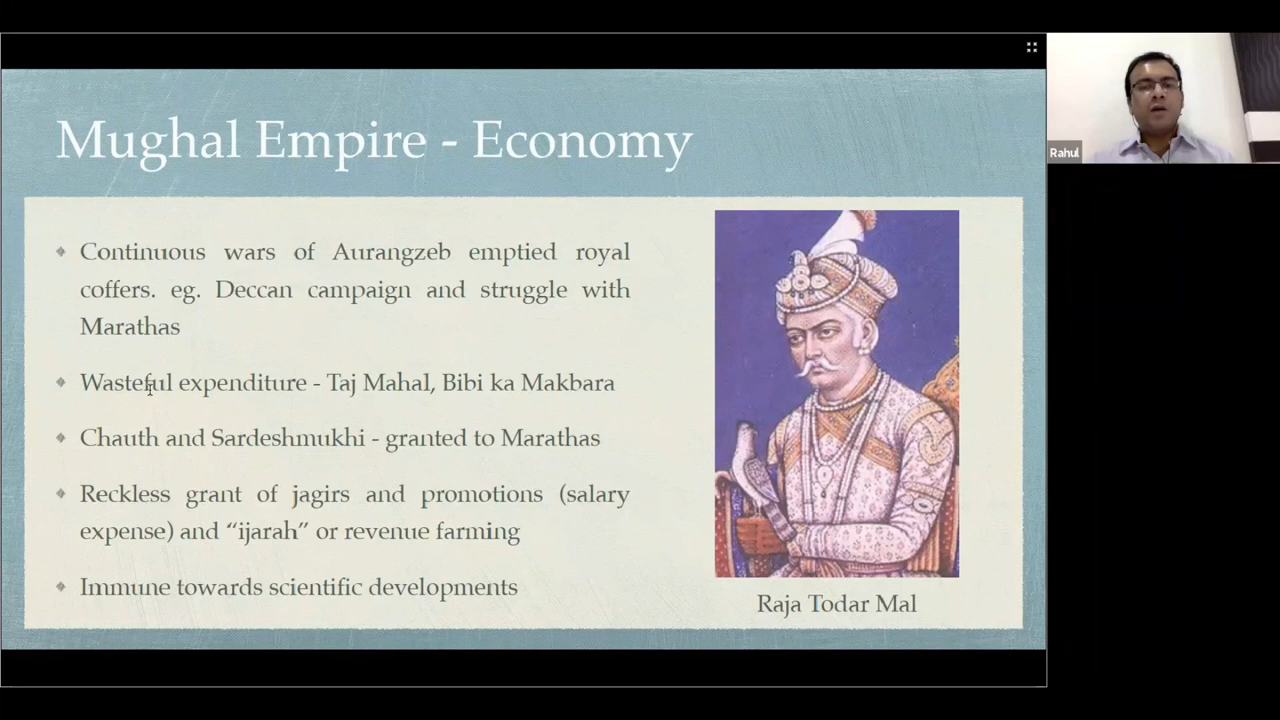 Mughal Empire - Economy
Continuous wars of Aurangzeb emptied royal
coffers. eg. Deccan campaign and struggle with
Marathas
Wasteful expenditure - Taj Mahal, Bibi ka Makbara
Chauth and Sardeshmukhi - granted to Marathas
Reckless grant of jagirs and promotions (salary
expense) and “ijarah” or revenue farming
Immune towards scientific developments
Raja Todar Mal
Rahul